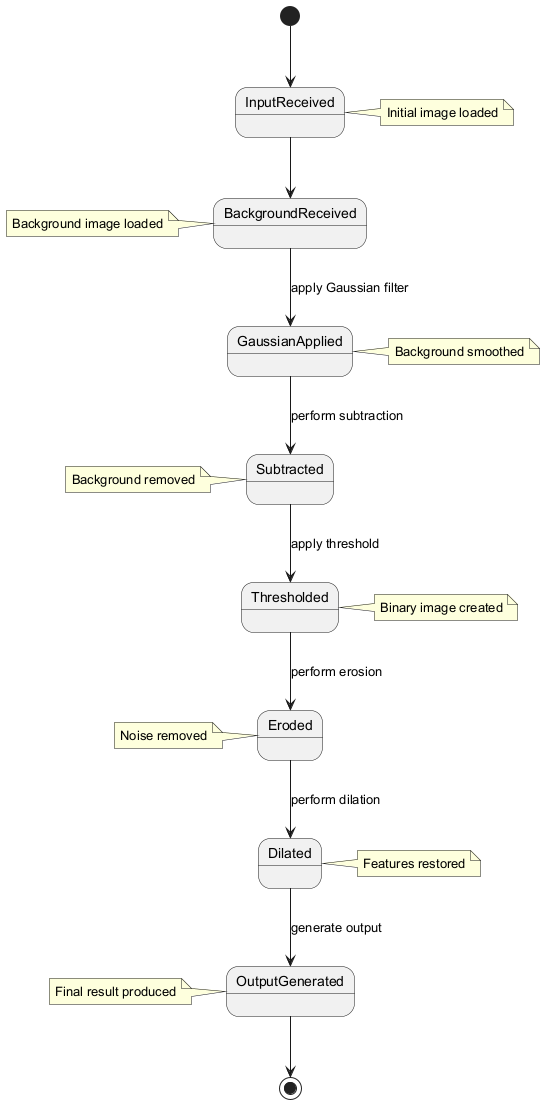 InputReceived
Initial image loaded
BackgroundReceived
Background image loaded
apply Gaussian filter
GaussianApplied
Background smoothed
perform subtraction
Subtracted
Background removed
apply threshold
Thresholded
Binary image created
perform erosion
Eroded
Noise removed
perform dilation
Dilated
Features restored
generate output
OutputGenerated
Final result produced